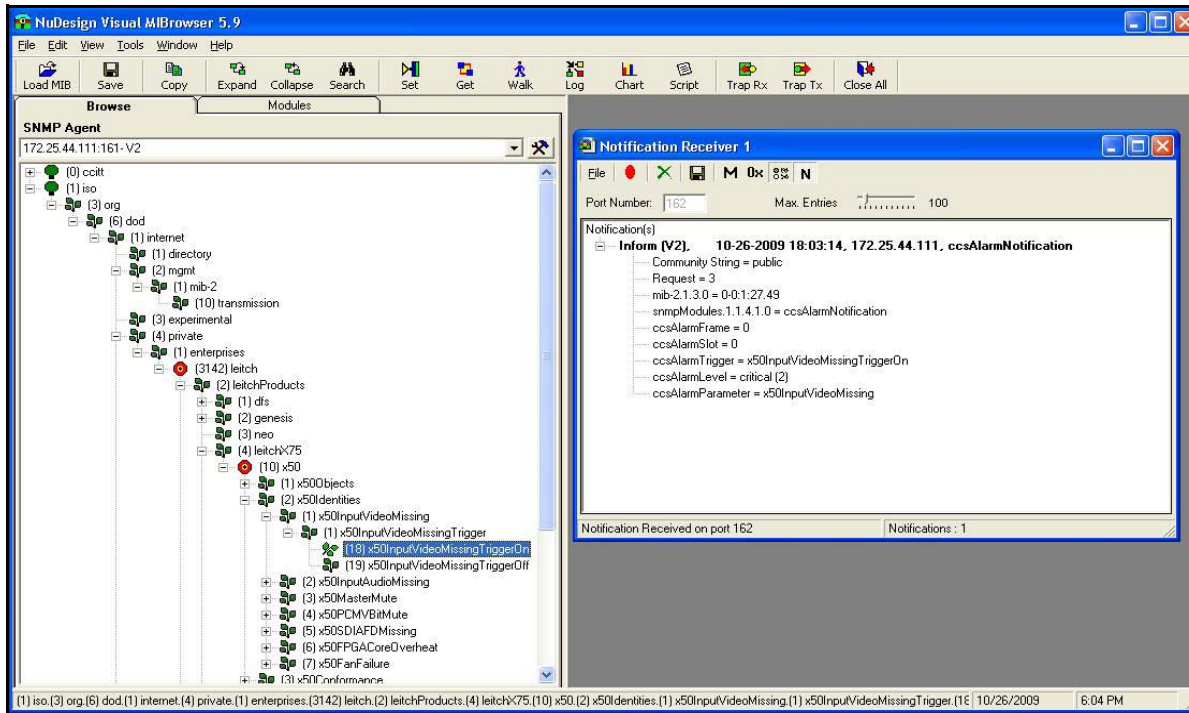 NuDesign Visual MIBrowser 5.9
File Edit View Tools Window Help
Load MIB Save Copy Expand Collapse Search Set Get Walk Log Chart Script Trap Rx Trap Tx Close All
Browse Modules
SNMP Agent
172.25.44.111:161- V2
(0) ccitt
(1) iso
(3) org
(6) dod
(1) internet
(1) directory
(2) mgmt
(1) mib-2
(10) transmission
(3) experimental
(4) private
(1) enterprises
(3142) leitch
(2) leitchProducts
(1) dfs
(2) genesis
(3) neo
(4) leitchX75
(10) x50
(1) x50Objects
(2) x50Identities
(1) x50InputVideoMissing
(1) x50InputVideoMissingTrigger
(18) x50InputVideoMissingTriggerOn
(19) x50InputVideoMissingTriggerOff
(2) x50InputAudioMissing
(3) x50MasterMute
(4) x50PCMVBitMute
(5) x50SDIAFDMissing
(6) x50FPGACoreOverheat
(7) x50FanFailure
(3) x50Conformance
Notification Receiver 1
File M 0x N
Port Number: 162 Max. Entries 100
Notification(s)
Inform (V2), 10-26-2009 18:03:14, 172.25.44.111, ccsAlarmNotification
Community String = public
Request = 3
mib-2.1.3.0 = 0-0:1:27.49
snmpModules.1.1.4.1.0 = ccsAlarmNotification
ccsAlarmFrame = 0
ccsAlarmSlot = 0
ccsAlarmTrigger = x50InputVideoMissingTriggerOn
ccsAlarmLevel = critical (2)
ccsAlarmParameter = x50InputVideoMissing
Notification Received on port 162 Notifications : 1
(1) iso.(3) org.(6) dod.(1) internet.(4) private.(1) enterprises.(3142) leitch.(2) leitchProducts.(4) leitchX75.(10) x50.(2) x50Identities.(1) x50InputVideoMissing.(1) x50InputVideoMissingTrigger.(18 10/26/2009 6:04 PM